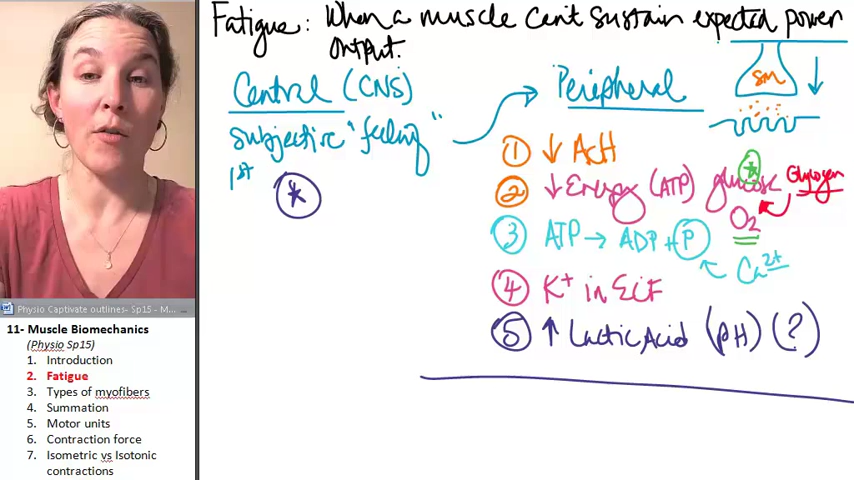 Fatigue: When a muscle can't sustain expected power
output.
Central (CNS)
subjective "feeling"
1st
*
Peripheral
sm
① ↓ AcH
② ↓ Energy (ATP) glucose * Glycogen
O2
③ ATP → ADP + P
Ca2+
④ K+ in ECF
⑤ ↑ Lactic Acid (pH) (?)
Physio Captivate outlines- Sp15 - M...
11- Muscle Biomechanics
(Physio Sp15)
1. Introduction
2. Fatigue
3. Types of myofibers
4. Summation
5. Motor units
6. Contraction force
7. Isometric vs Isotonic
contractions